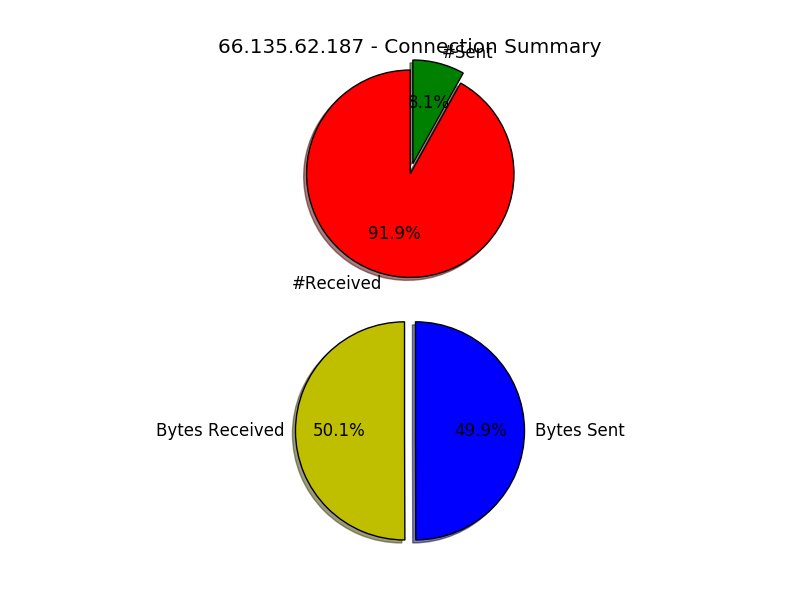 66.135.62.187 - Connection Summary
#Sent
8.1%
91.9%
#Received
Bytes Received
50.1%
49.9%
Bytes Sent